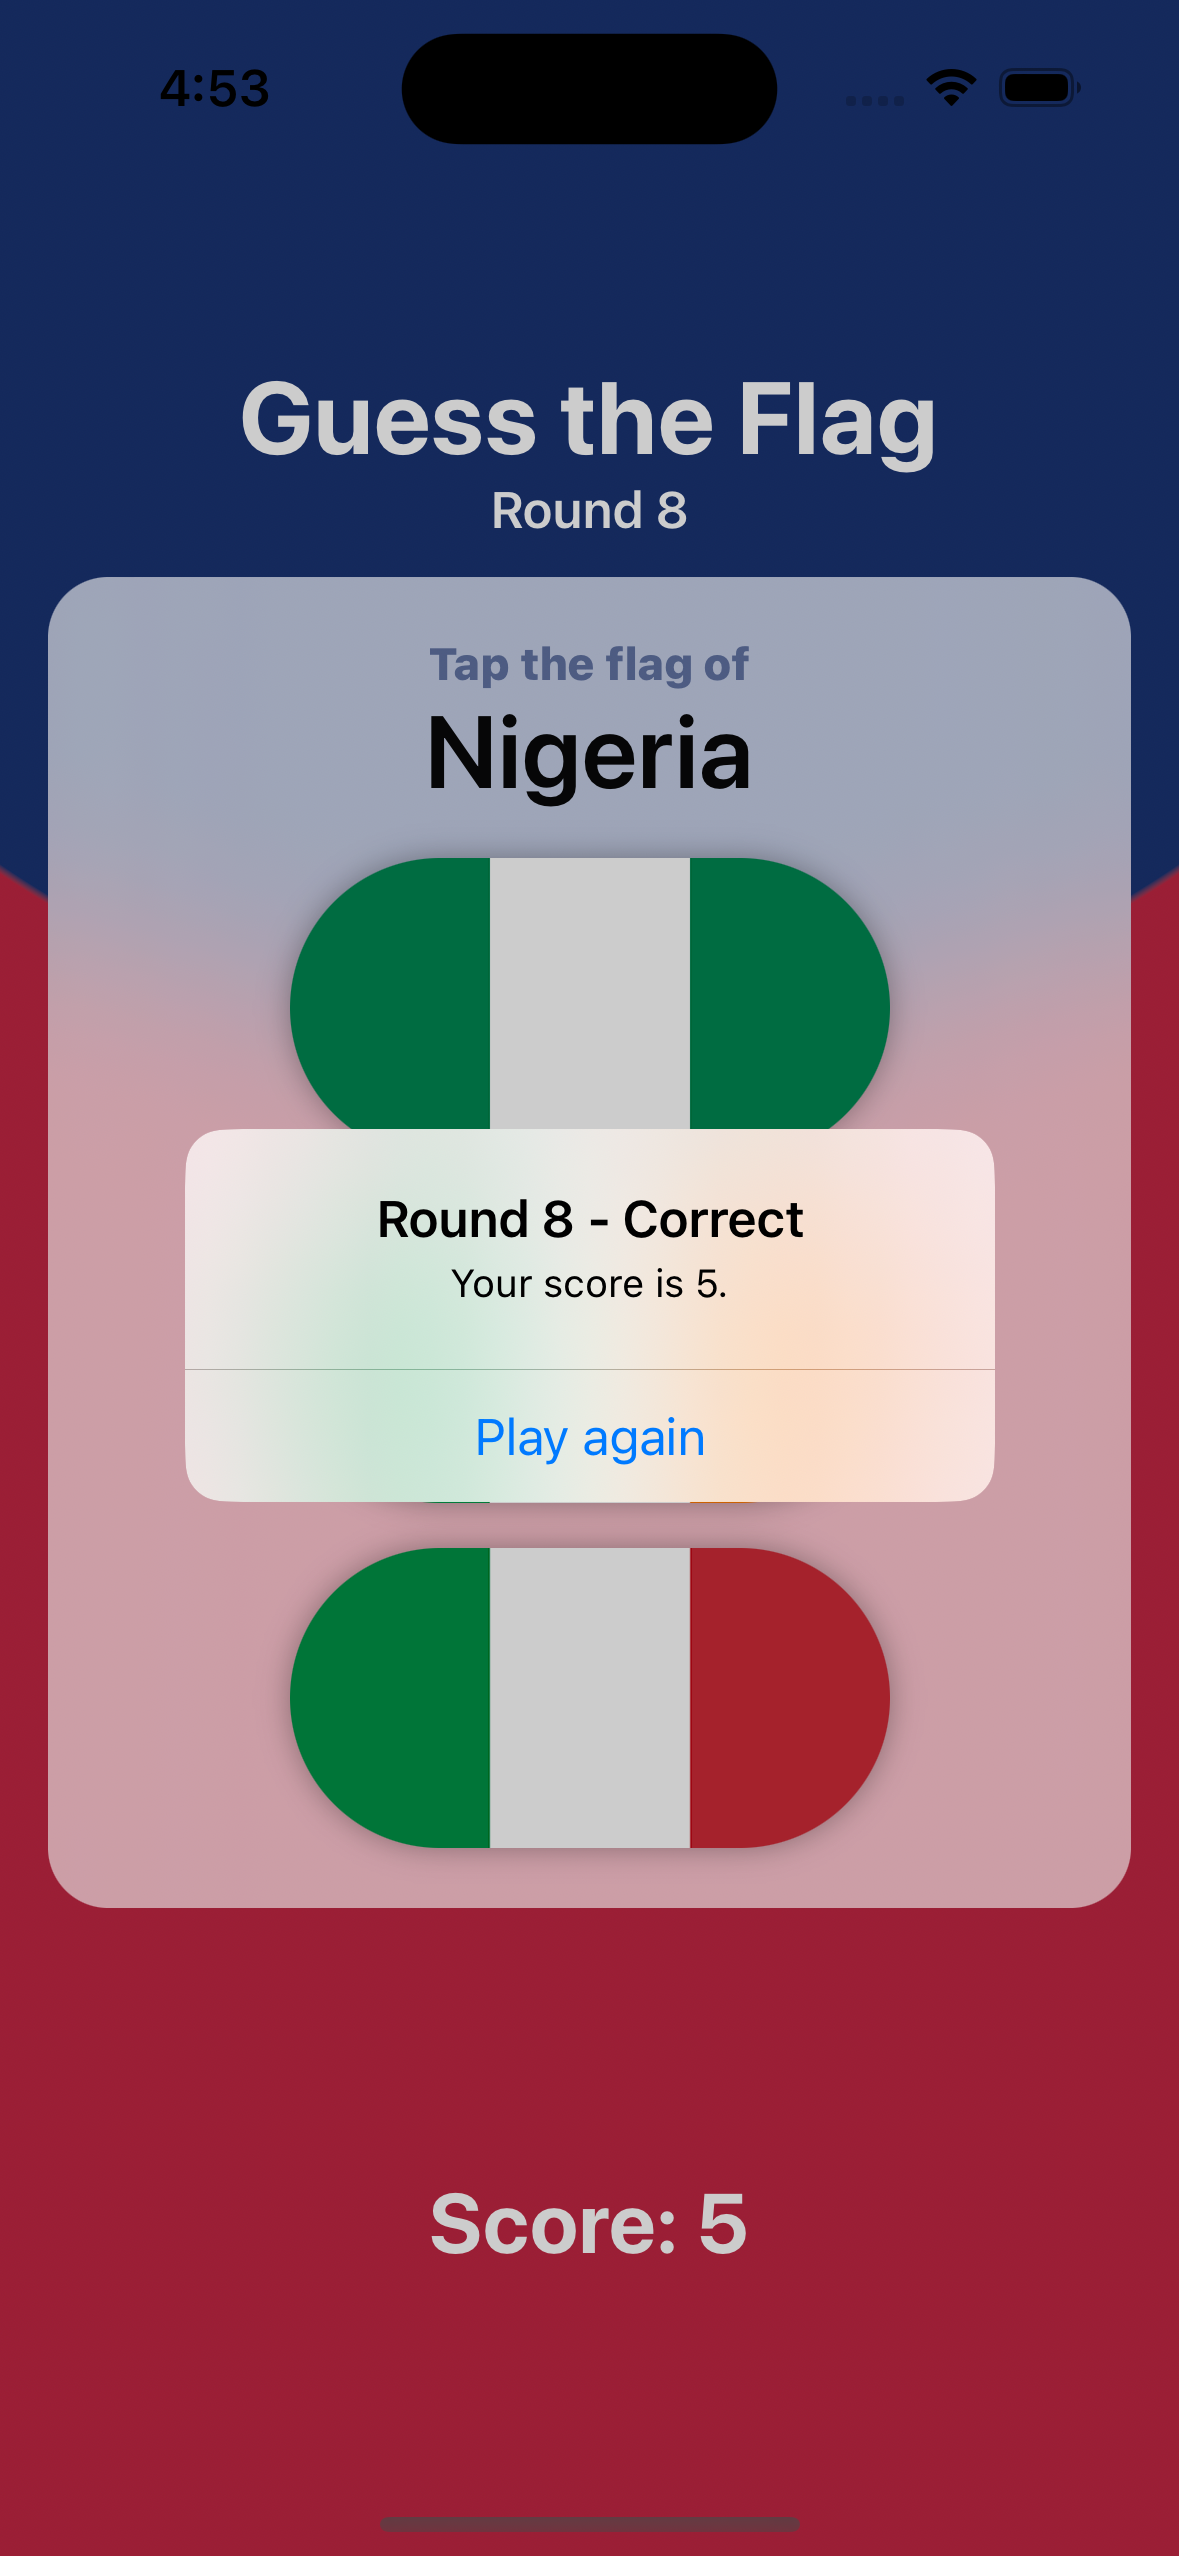 4:53
Guess the Flag
Round 8
Tap the flag of
Nigeria
Round 8 - Correct
Your score is 5.
Play again
Score: 5